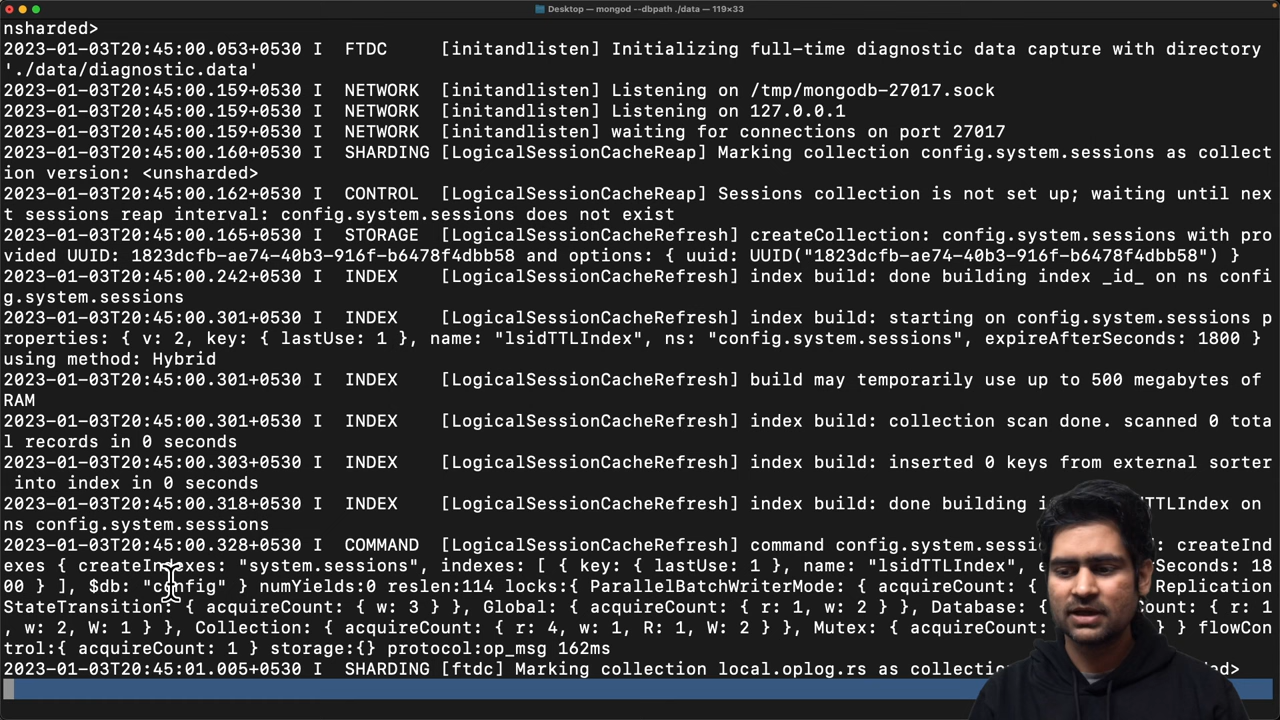 Desktop — mongod --dbpath ./data — 119×33
nsharded>
2023-01-03T20:45:00.053+0530 I  FTDC     [initandlisten] Initializing full-time diagnostic data capture with directory
'./data/diagnostic.data'
2023-01-03T20:45:00.159+0530 I  NETWORK  [initandlisten] Listening on /tmp/mongodb-27017.sock
2023-01-03T20:45:00.159+0530 I  NETWORK  [initandlisten] Listening on 127.0.0.1
2023-01-03T20:45:00.159+0530 I  NETWORK  [initandlisten] waiting for connections on port 27017
2023-01-03T20:45:00.160+0530 I  SHARDING [LogicalSessionCacheReap] Marking collection config.system.sessions as collect
ion version: <unsharded>
2023-01-03T20:45:00.162+0530 I  CONTROL  [LogicalSessionCacheReap] Sessions collection is not set up; waiting until nex
t sessions reap interval: config.system.sessions does not exist
2023-01-03T20:45:00.165+0530 I  STORAGE  [LogicalSessionCacheRefresh] createCollection: config.system.sessions with pro
vided UUID: 1823dcfb-ae74-40b3-916f-b6478f4dbb58 and options: { uuid: UUID("1823dcfb-ae74-40b3-916f-b6478f4dbb58") }
2023-01-03T20:45:00.242+0530 I  INDEX    [LogicalSessionCacheRefresh] index build: done building index _id_ on ns confi
g.system.sessions
2023-01-03T20:45:00.301+0530 I  INDEX    [LogicalSessionCacheRefresh] index build: starting on config.system.sessions p
roperties: { v: 2, key: { lastUse: 1 }, name: "lsidTTLIndex", ns: "config.system.sessions", expireAfterSeconds: 1800 }
using method: Hybrid
2023-01-03T20:45:00.301+0530 I  INDEX    [LogicalSessionCacheRefresh] build may temporarily use up to 500 megabytes of
RAM
2023-01-03T20:45:00.301+0530 I  INDEX    [LogicalSessionCacheRefresh] index build: collection scan done. scanned 0 tota
l records in 0 seconds
2023-01-03T20:45:00.303+0530 I  INDEX    [LogicalSessionCacheRefresh] index build: inserted 0 keys from external sorter
 into index in 0 seconds
2023-01-03T20:45:00.318+0530 I  INDEX    [LogicalSessionCacheRefresh] index build: done building TTLIndex on
ns config.system.sessions
2023-01-03T20:45:00.328+0530 I  COMMAND  [LogicalSessionCacheRefresh] command config.system.sess : createInd
exes { createIndexes: "system.sessions", indexes: [ { key: { lastUse: 1 }, name: "lsidTTLIndex", e Seconds: 18
00 } ], $db: "config" } numYields:0 reslen:114 locks:{ ParallelBatchWriterMode: { acquireCount: { Replication
StateTransition: { acquireCount: { w: 3 } }, Global: { acquireCount: { r: 1, w: 2 } }, Database: { Count: { r: 1
, w: 2, W: 1 } }, Collection: { acquireCount: { r: 4, w: 1, R: 1, W: 2 } }, Mutex: { acquireCount: } } flowCon
trol:{ acquireCount: 1 } storage:{} protocol:op_msg 162ms
2023-01-03T20:45:01.005+0530 I  SHARDING [ftdc] Marking collection local.oplog.rs as collectio ed>